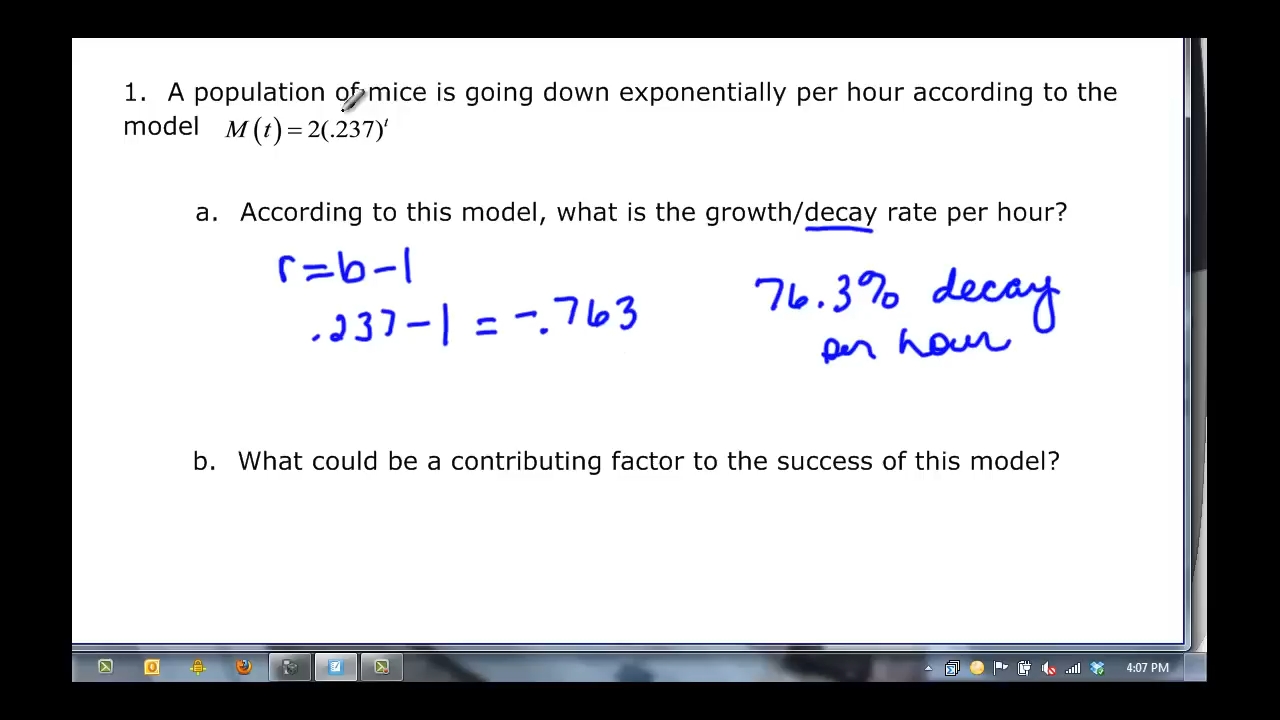 1. A population of mice is going down exponentially per hour according to the
model M(t) = 2(.237)^t
a. According to this model, what is the growth/decay rate per hour?
r = b - 1
.237 - 1 = -.763
76.3% decay
per hour
b. What could be a contributing factor to the success of this model?
4:07 PM